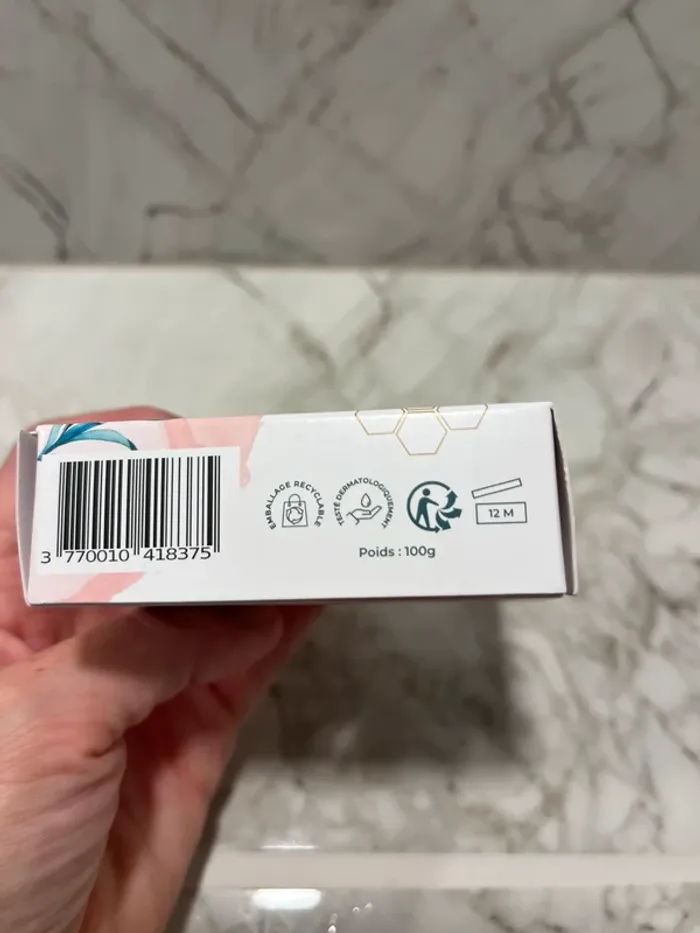 EMBALLAGE RECYCLABLE
TESTÉ DERMATOLOGIQUEMENT
12 M
3 770010 418375
Poids : 100g